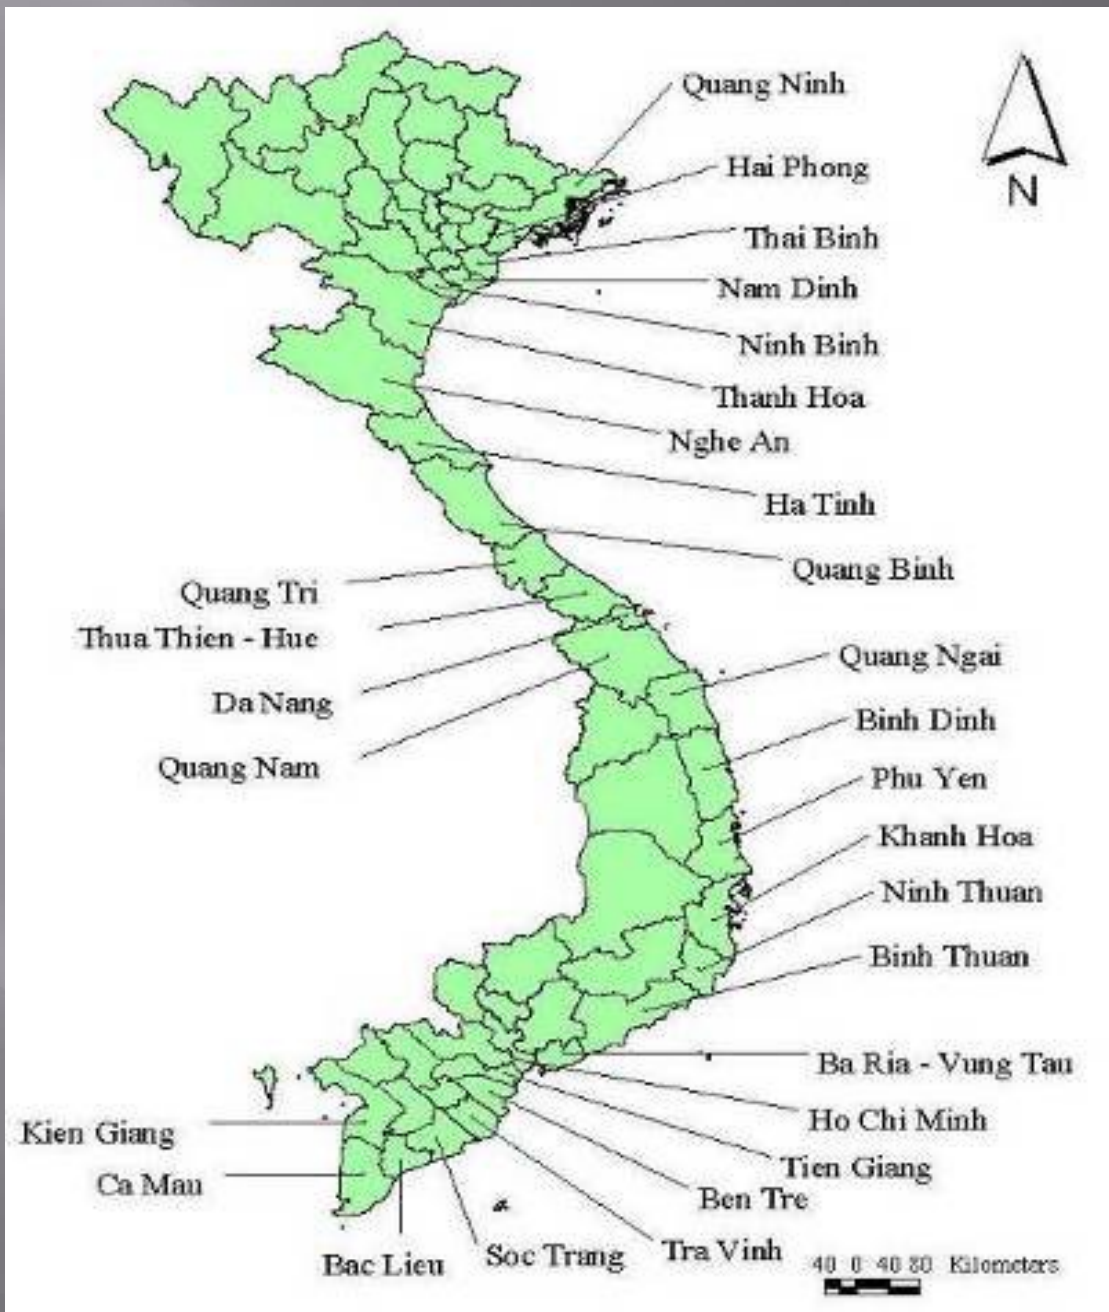 Quang Ninh
N
Hai Phong
Thai Binh
Nam Dinh
Ninh Binh
Thanh Hoa
Nghe An
Ha Tinh
Quang Binh
Quang Tri
Thua Thien - Hue
Da Nang
Quang Nam
Quang Ngai
Binh Dinh
Phu Yen
Khanh Hoa
Ninh Thuan
Binh Thuan
Ba Ria - Vung Tau
Ho Chi Minh
Tien Giang
Ben Tre
Tra Vinh
Soc Trang
Bac Lieu
Ca Mau
Kien Giang
40 0 40 80 Kilometers